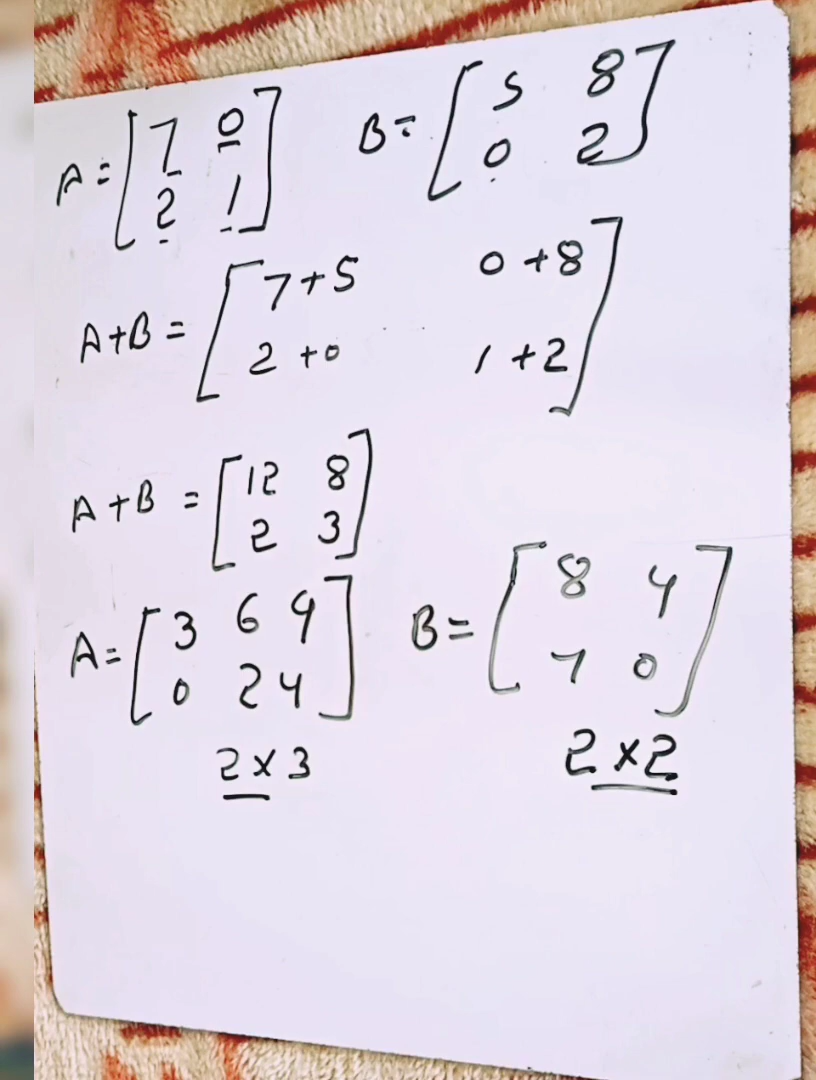 A = [ 7 0 B = [ 5 8
2 1 ] 0 2 ]
A+B = [ 7+5 0+8
2+0 1+2 ]
A+B = [ 12 8
2 3 ]
A = [ 3 6 9 B = [ 8 4
0 2 4 ] 7 0 ]
2×3 2×2